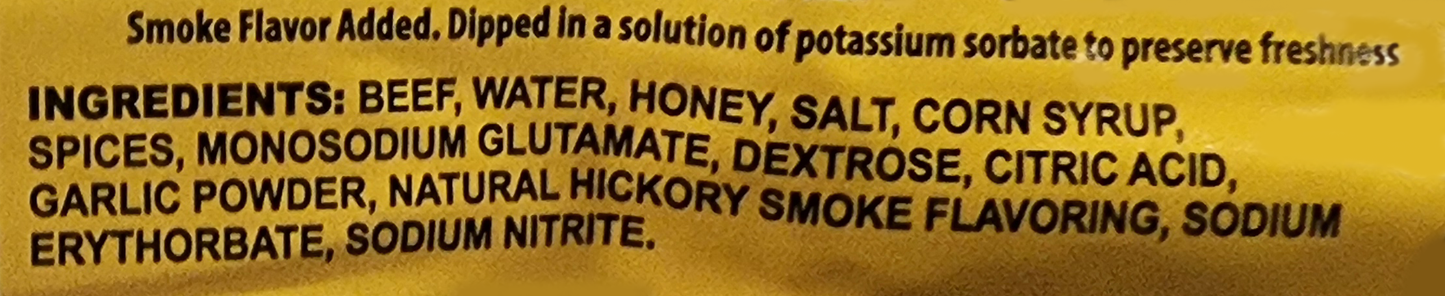 Smoke Flavor Added. Dipped in a solution of potassium sorbate to preserve freshness
INGREDIENTS: BEEF, WATER, HONEY, SALT, CORN SYRUP,
SPICES, MONOSODIUM GLUTAMATE, DEXTROSE, CITRIC ACID,
GARLIC POWDER, NATURAL HICKORY SMOKE FLAVORING, SODIUM
ERYTHORBATE, SODIUM NITRITE.